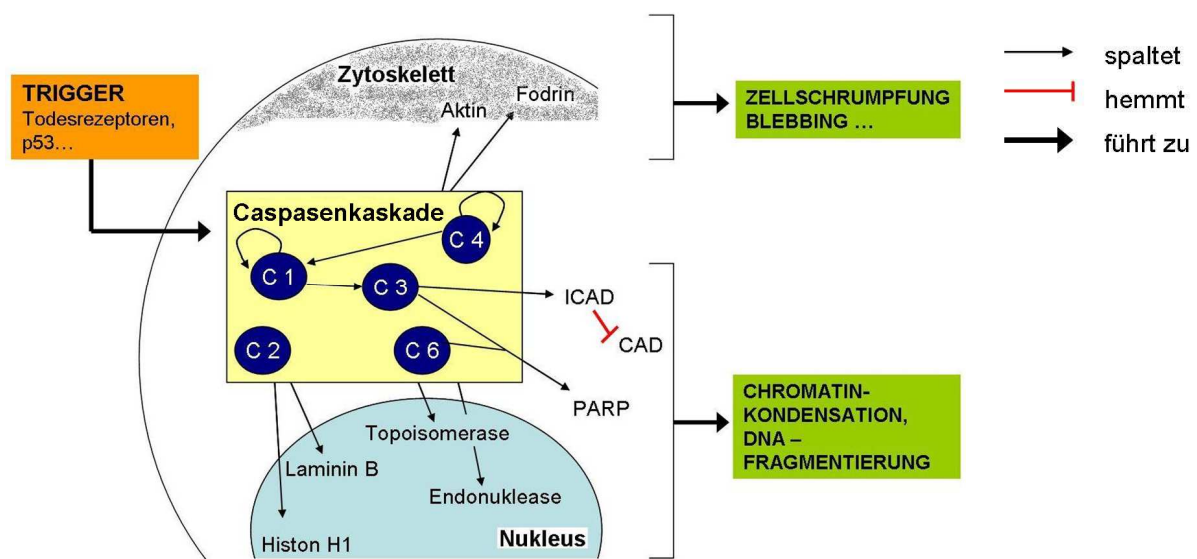 TRIGGER
Todesrezeptoren,
p53...
Zytoskelett
Aktin
Fodrin
ZELLSCHRUMPFUNG
BLEBBING ...
spaltet
hemmt
führt zu
Caspasenkaskade
C 4
C 1
C 3
C 2
C 6
ICAD
CAD
PARP
Topoisomerase
Laminin B
Endonuklease
Histon H1
Nukleus
CHROMATIN-
KONDENSATION,
DNA –
FRAGMENTIERUNG